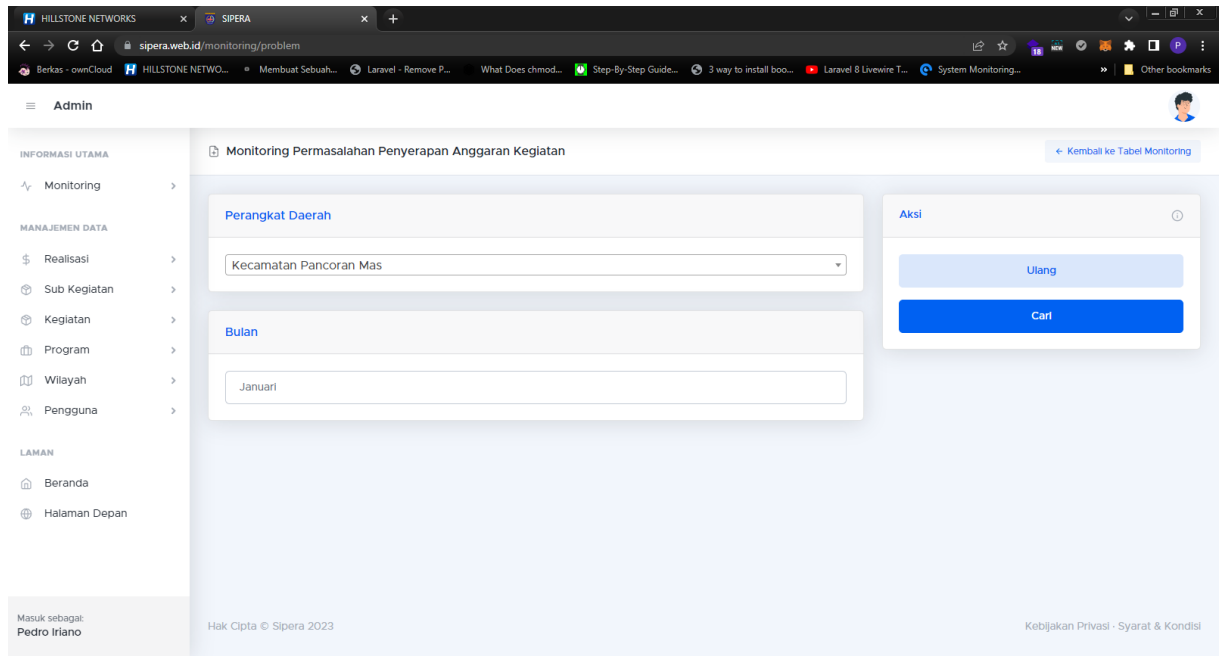 HILLSTONE NETWORKS
SIPERA
sipera.web.id/monitoring/problem
18
NEW
P
Berkas - ownCloud
HILLSTONE NETWO...
Membuat Sebuah...
Laravel - Remove P...
What Does chmod...
Step-By-Step Guide...
3 way to install boo...
Laravel 8 Livewire T...
System Monitoring...
Other bookmarks
Admin
INFORMASI UTAMA
Monitoring
MANAJEMEN DATA
Realisasi
Sub Kegiatan
Kegiatan
Program
Wilayah
Pengguna
LAMAN
Beranda
Halaman Depan
Masuk sebagai:
Pedro Iriano
Monitoring Permasalahan Penyerapan Anggaran Kegiatan
← Kembali ke Tabel Monitoring
Perangkat Daerah
Kecamatan Pancoran Mas
Bulan
Januari
Aksi
Ulang
Cari
Hak Cipta © Sipera 2023
Kebijakan Privasi · Syarat & Kondisi